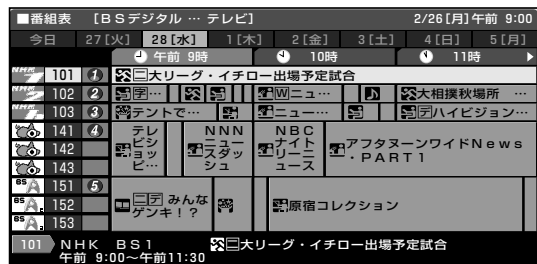 ■番組表 [BSデジタル … テレビ] 2/26[月]午前 9:00
今日 27[火] 28[水] 1[木] 2[金] 3[土] 4[日] 5[月]
午前 9時 10時 11時
101 1 二大リーグ・イチロー出場予定試合
102 2 字… W ニュ… 大相撲秋場所 …
103 3 テントで… ニュー… デハイビジョン…
141 4 テレビショッピ… NNNニュースダッシュ NBCナイトリーニュース アフタヌーンワイドNews・PART1
142
143
151 5 二デ みんなゲンキ!? 原宿コレクション
152
153
101 NHK BS1 二大リーグ・イチロー出場予定試合
午前 9:00~午前11:30